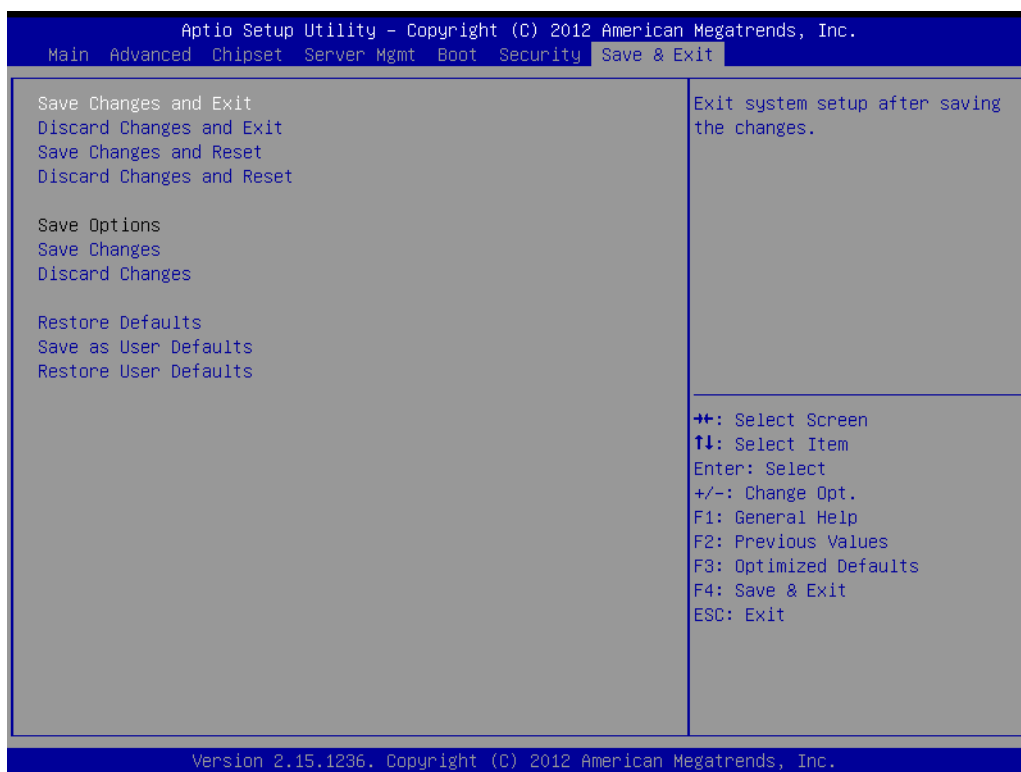 Aptio Setup Utility – Copyright (C) 2012 American Megatrends, Inc.
Main Advanced Chipset Server Mgmt Boot Security Save & Exit
Save Changes and Exit
Discard Changes and Exit
Save Changes and Reset
Discard Changes and Reset
Save Options
Save Changes
Discard Changes
Restore Defaults
Save as User Defaults
Restore User Defaults
Exit system setup after saving
the changes.
→←: Select Screen
↑↓: Select Item
Enter: Select
+/-: Change Opt.
F1: General Help
F2: Previous Values
F3: Optimized Defaults
F4: Save & Exit
ESC: Exit
Version 2.15.1236. Copyright (C) 2012 American Megatrends, Inc.